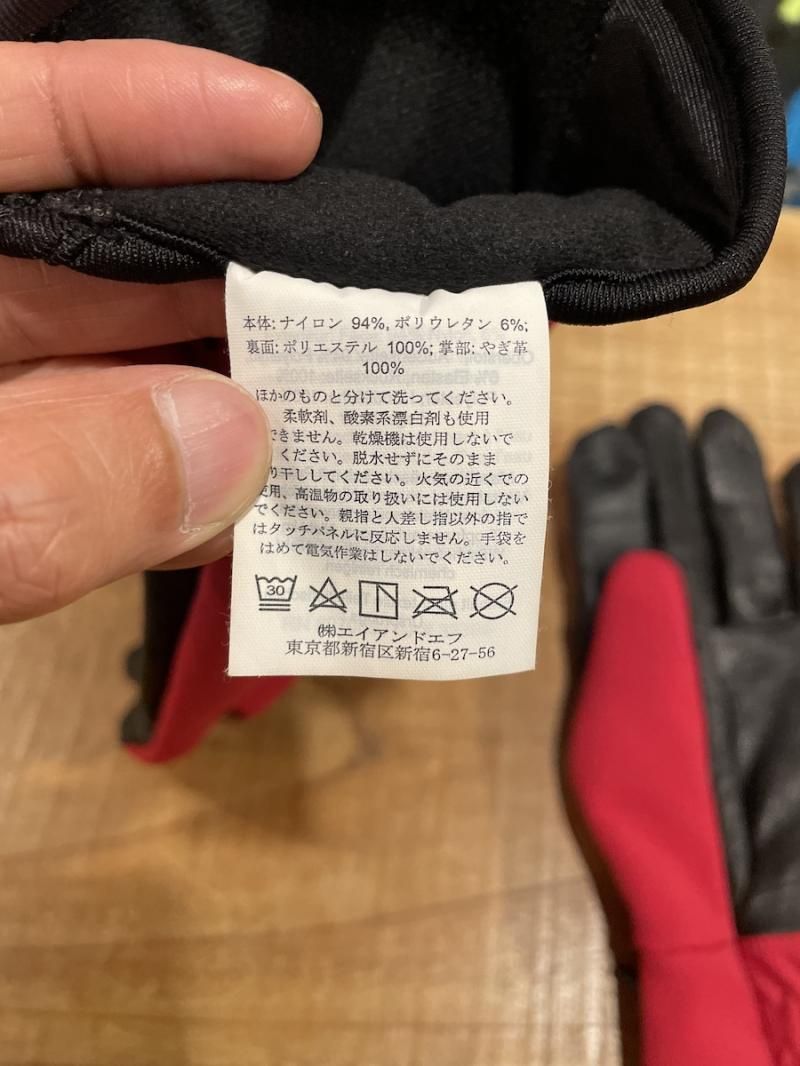 本体: ナイロン 94%, ポリウレタン 6%;
裏面: ポリエステル 100%; 掌部: やぎ革
100%
ほかのものと分けて洗ってください。
柔軟剤、酸素系漂白剤も使用
できません。乾燥機は使用しないで
ください。脱水せずにそのまま
り干ししてください。火気の近くでの
使用、高温物の取り扱いには使用しない
でください。親指と人差し指以外の指で
はタッチパネルに反応しません。手袋を
はめて電気作業はしないでください。
30
㈱エイアンドエフ
東京都新宿区新宿6-27-56